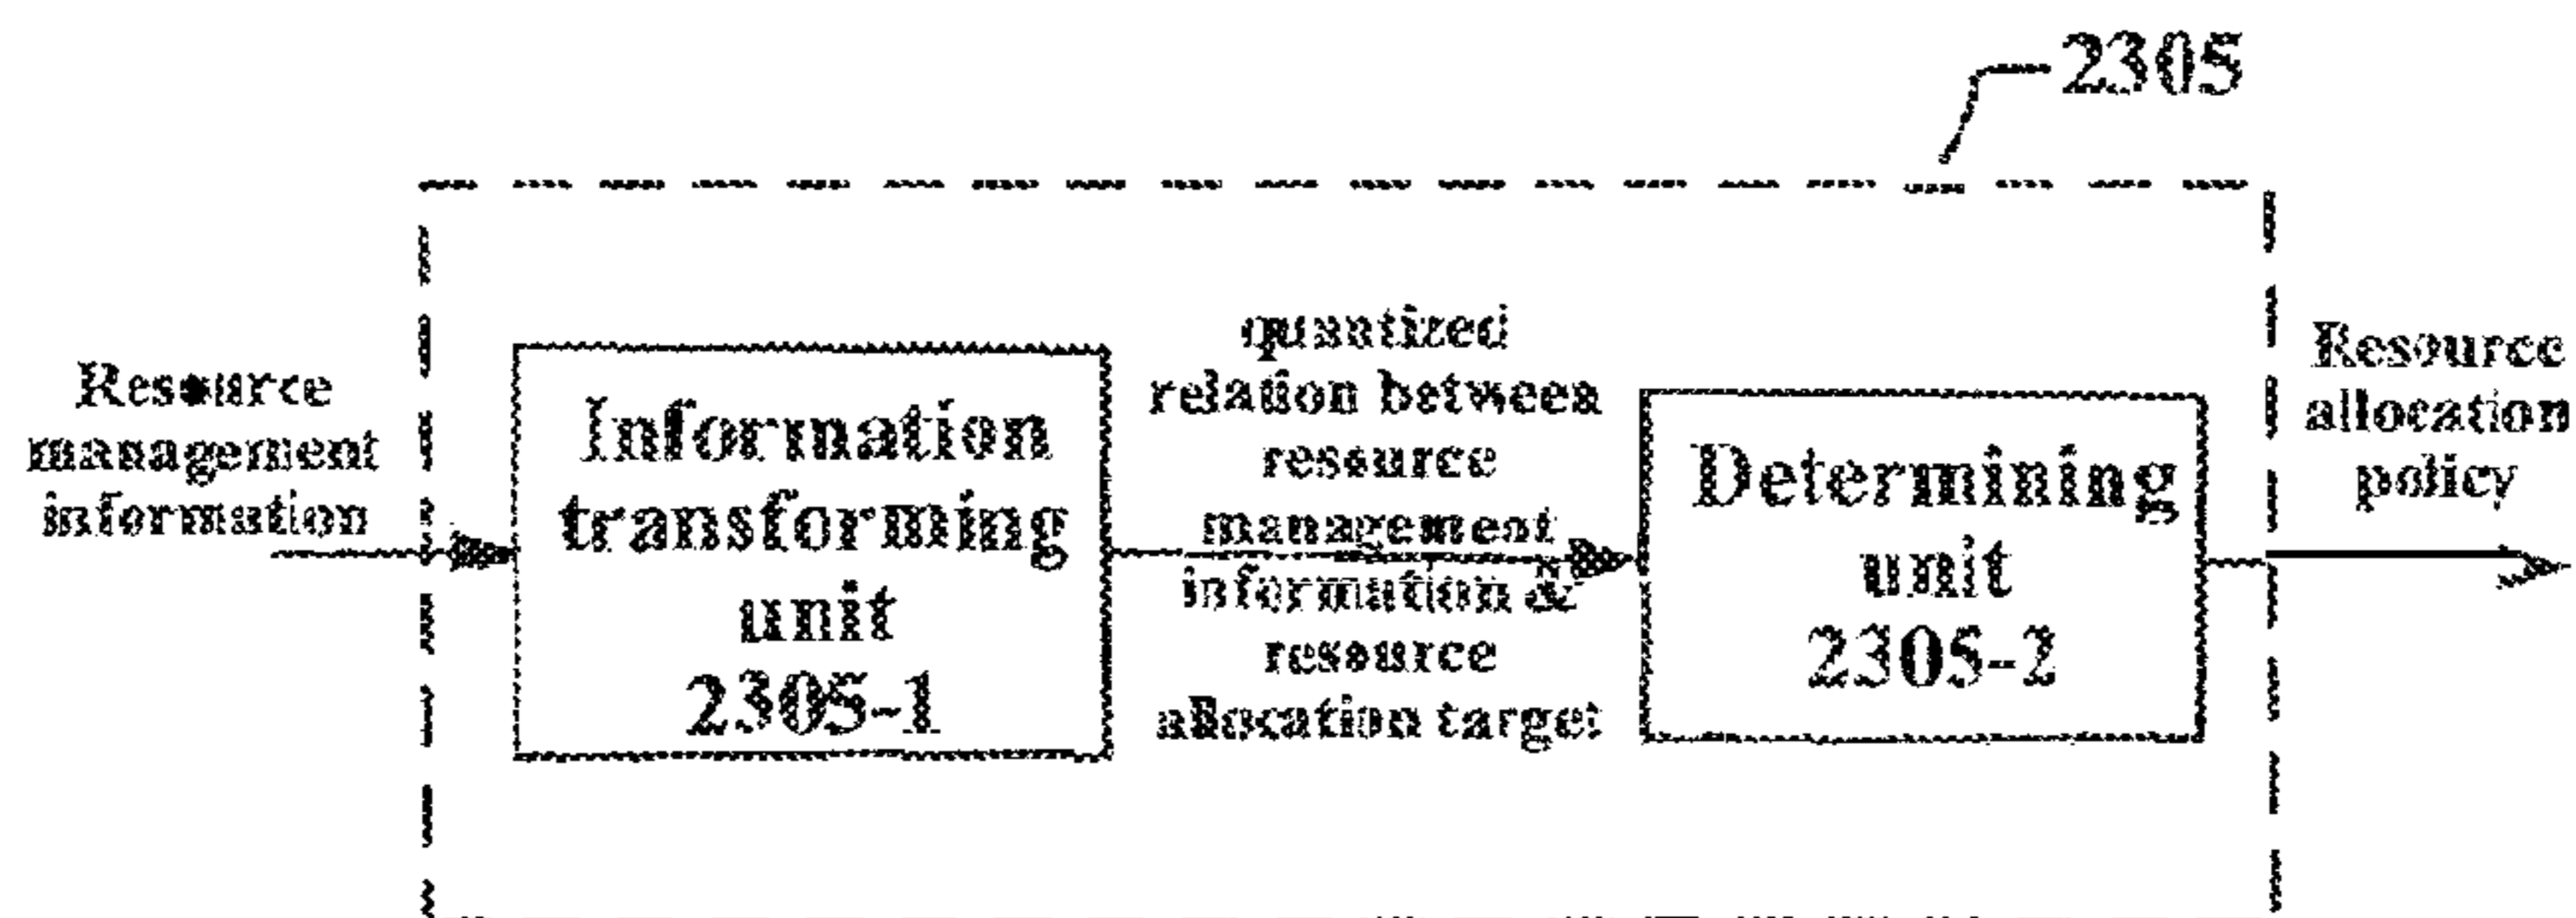 2305
Resource
management
information
Information
transforming
unit
2305-1
quantized
relation between
resource
management
information &
resource
allocation target
Determining
unit
2305-2
Resource
allocation
policy